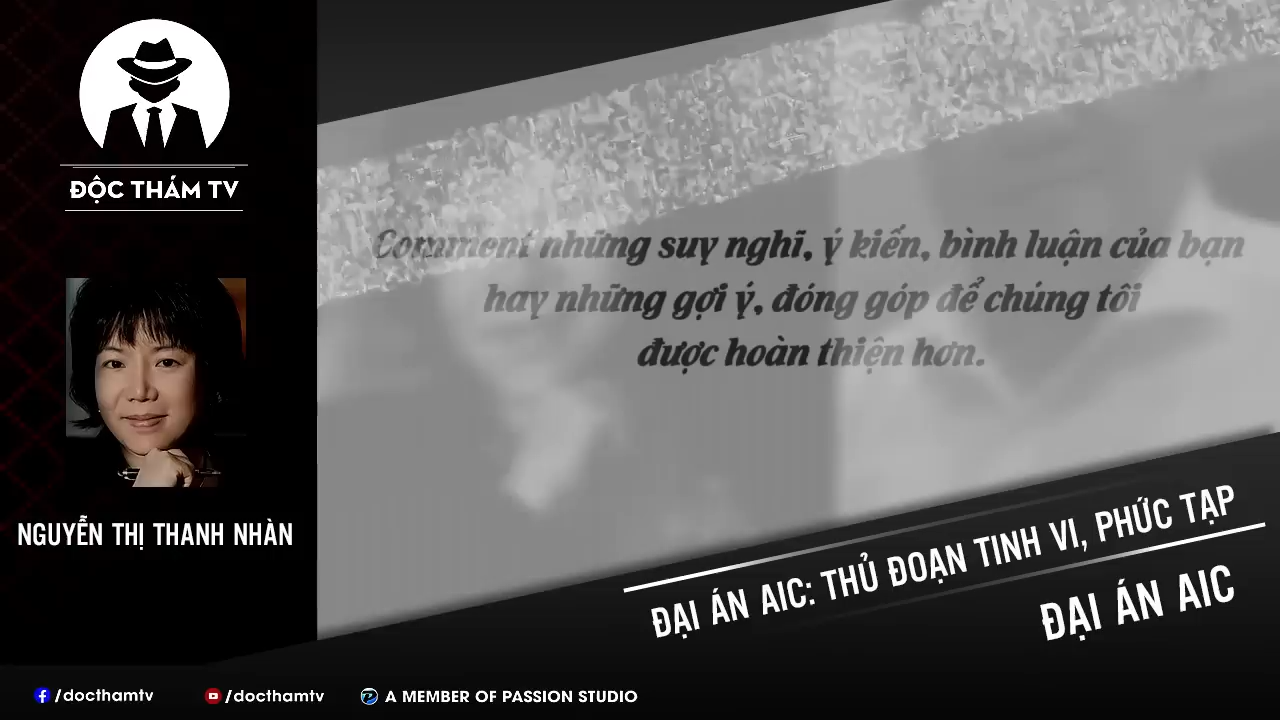 ĐỘC THÁM TV
NGUYỄN THỊ THANH NHÀN
Comment những suy nghĩ, ý kiến, bình luận của bạn
hay những gợi ý, đóng góp để chúng tôi
được hoàn thiện hơn.
ĐẠI ÁN AIC: THỦ ĐOẠN TINH VI, PHỨC TẠP
ĐẠI ÁN AIC
/docthamtv
/docthamtv
A MEMBER OF PASSION STUDIO